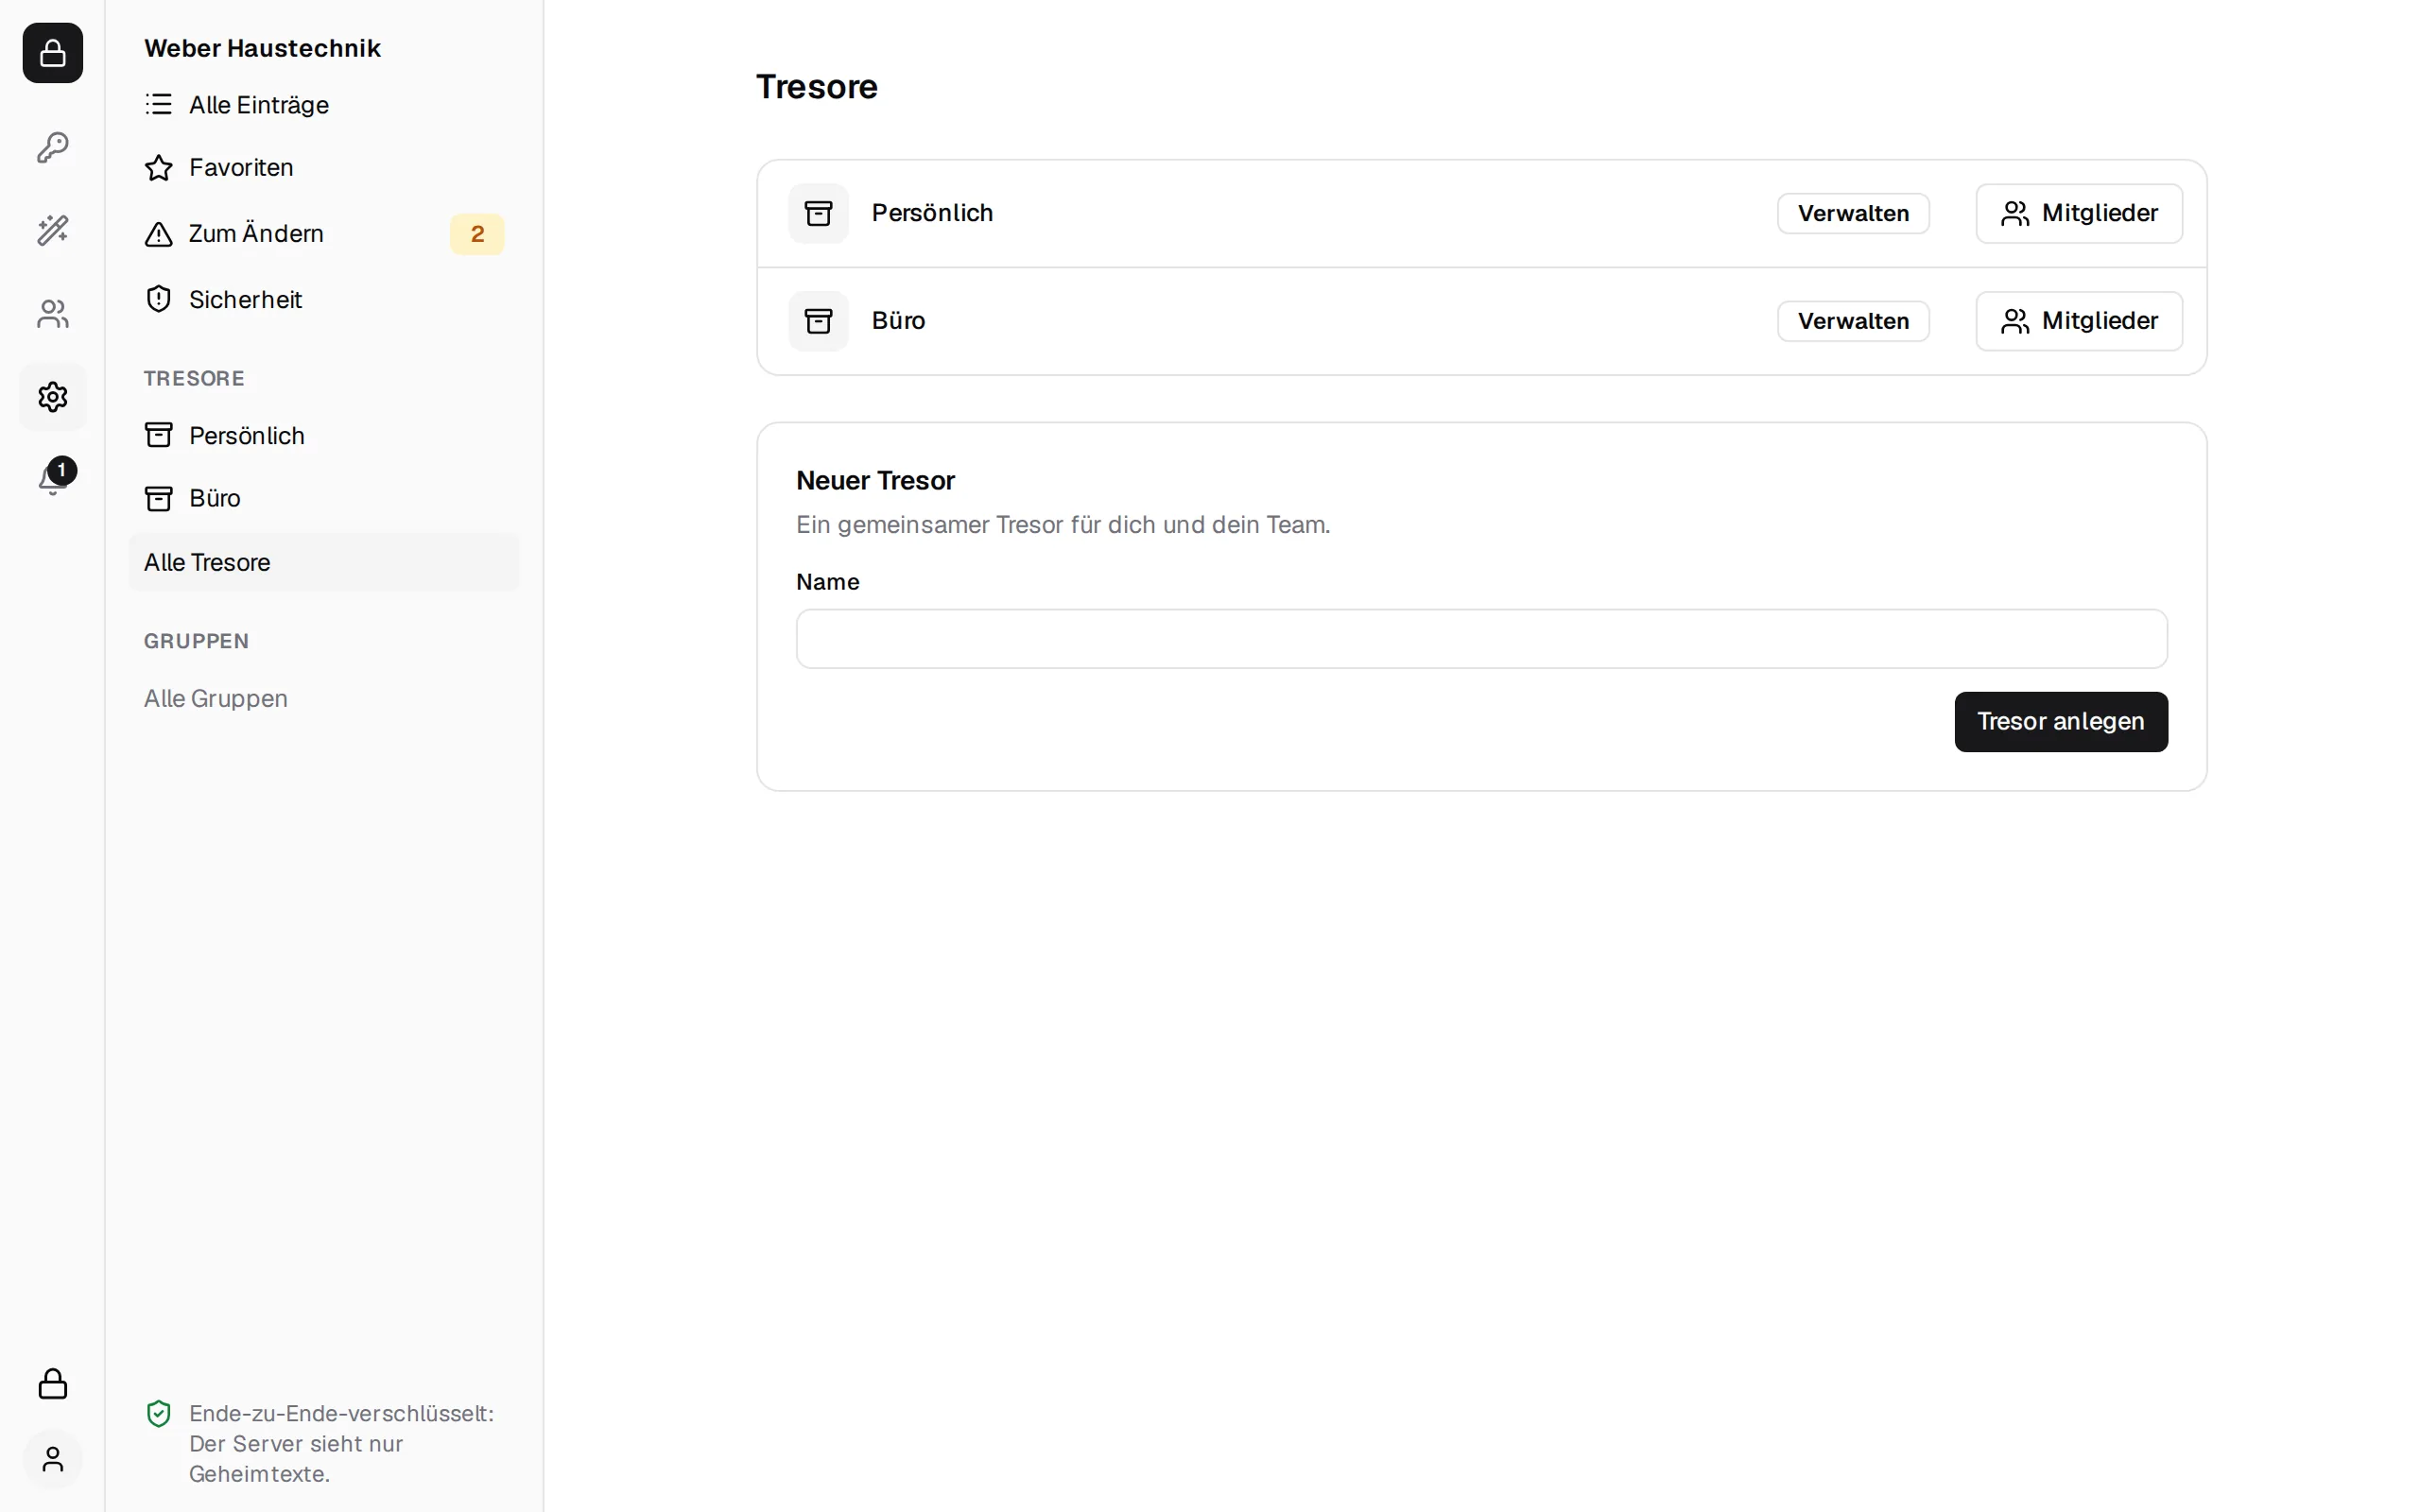 Weber Haustechnik
Alle Einträge
Favoriten
Zum Ändern 2
Sicherheit
TRESORE
Persönlich
Büro
Alle Tresore
GRUPPEN
Alle Gruppen
1
Ende-zu-Ende-verschlüsselt:
Der Server sieht nur
Geheimtexte.
Tresore
Persönlich Verwalten Mitglieder
Büro Verwalten Mitglieder
Neuer Tresor
Ein gemeinsamer Tresor für dich und dein Team.
Name
Tresor anlegen